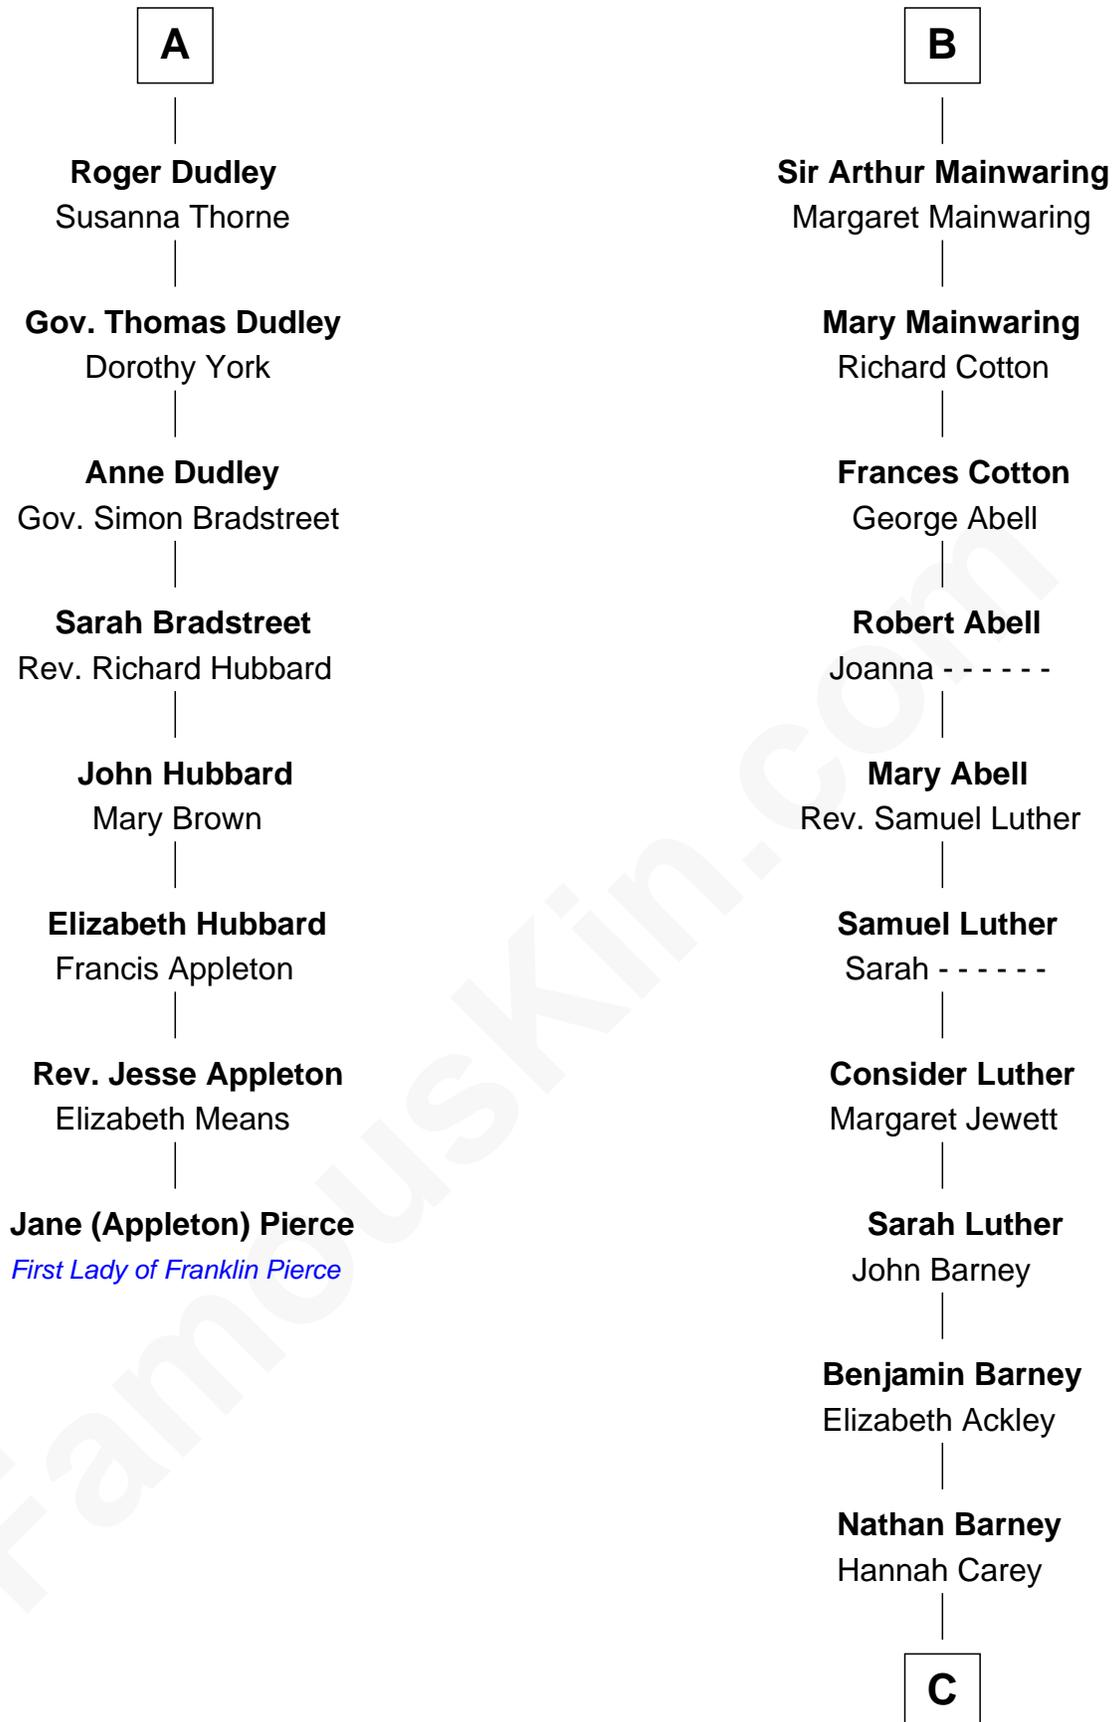 A
Roger Dudley
Susanna Thorne
Gov. Thomas Dudley
Dorothy York
Anne Dudley
Gov. Simon Bradstreet
Sarah Bradstreet
Rev. Richard Hubbard
John Hubbard
Mary Brown
Elizabeth Hubbard
Francis Appleton
Rev. Jesse Appleton
Elizabeth Means
Jane (Appleton) Pierce
First Lady of Franklin Pierce
B
Sir Arthur Mainwaring
Margaret Mainwaring
Mary Mainwaring
Richard Cotton
Frances Cotton
George Abell
Robert Abell
Joanna - - - - - -
Mary Abell
Rev. Samuel Luther
Samuel Luther
Sarah - - - - - -
Consider Luther
Margaret Jewett
Sarah Luther
John Barney
Benjamin Barney
Elizabeth Ackley
Nathan Barney
Hannah Carey
C
FamousKin.com